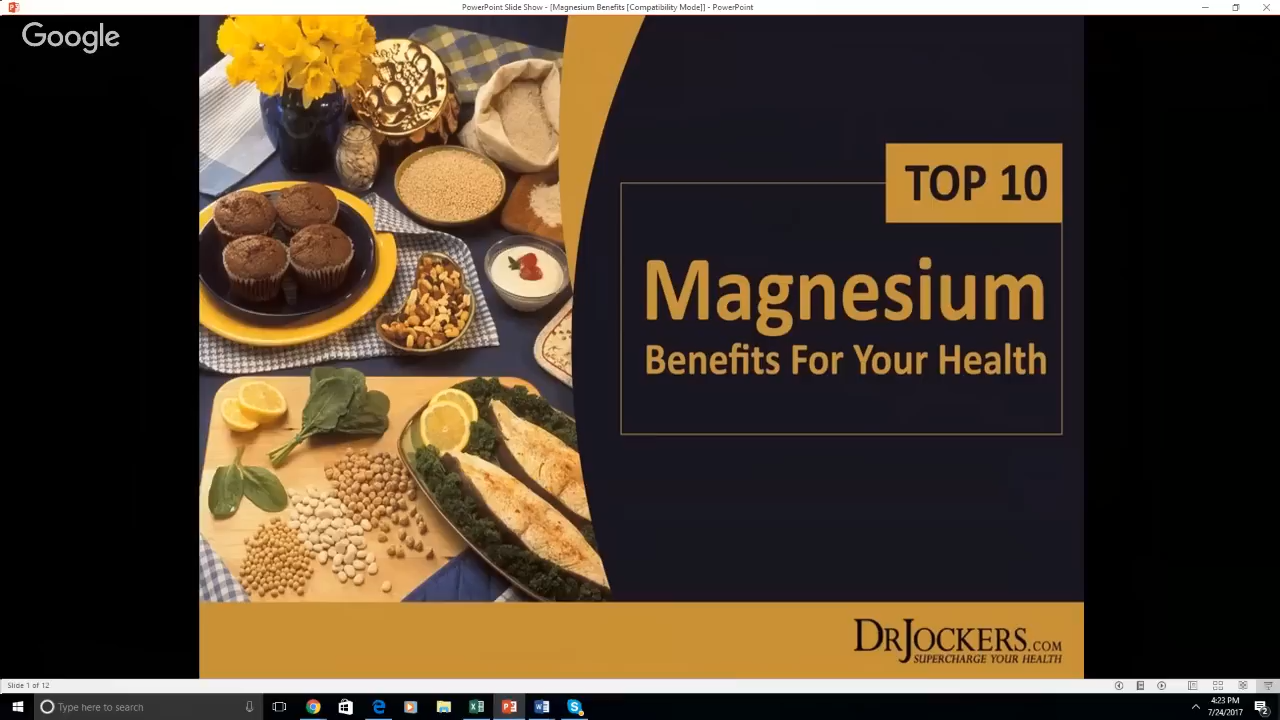 PowerPoint Slide Show - [Magnesium Benefits [Compatibility Mode]] - PowerPoint
Google
TOP 10
Magnesium
Benefits For Your Health
DRJOCKERS.COM
SUPERCHARGE YOUR HEALTH
Slide 1 of 12
Type here to search
4:23 PM
7/24/2017
2